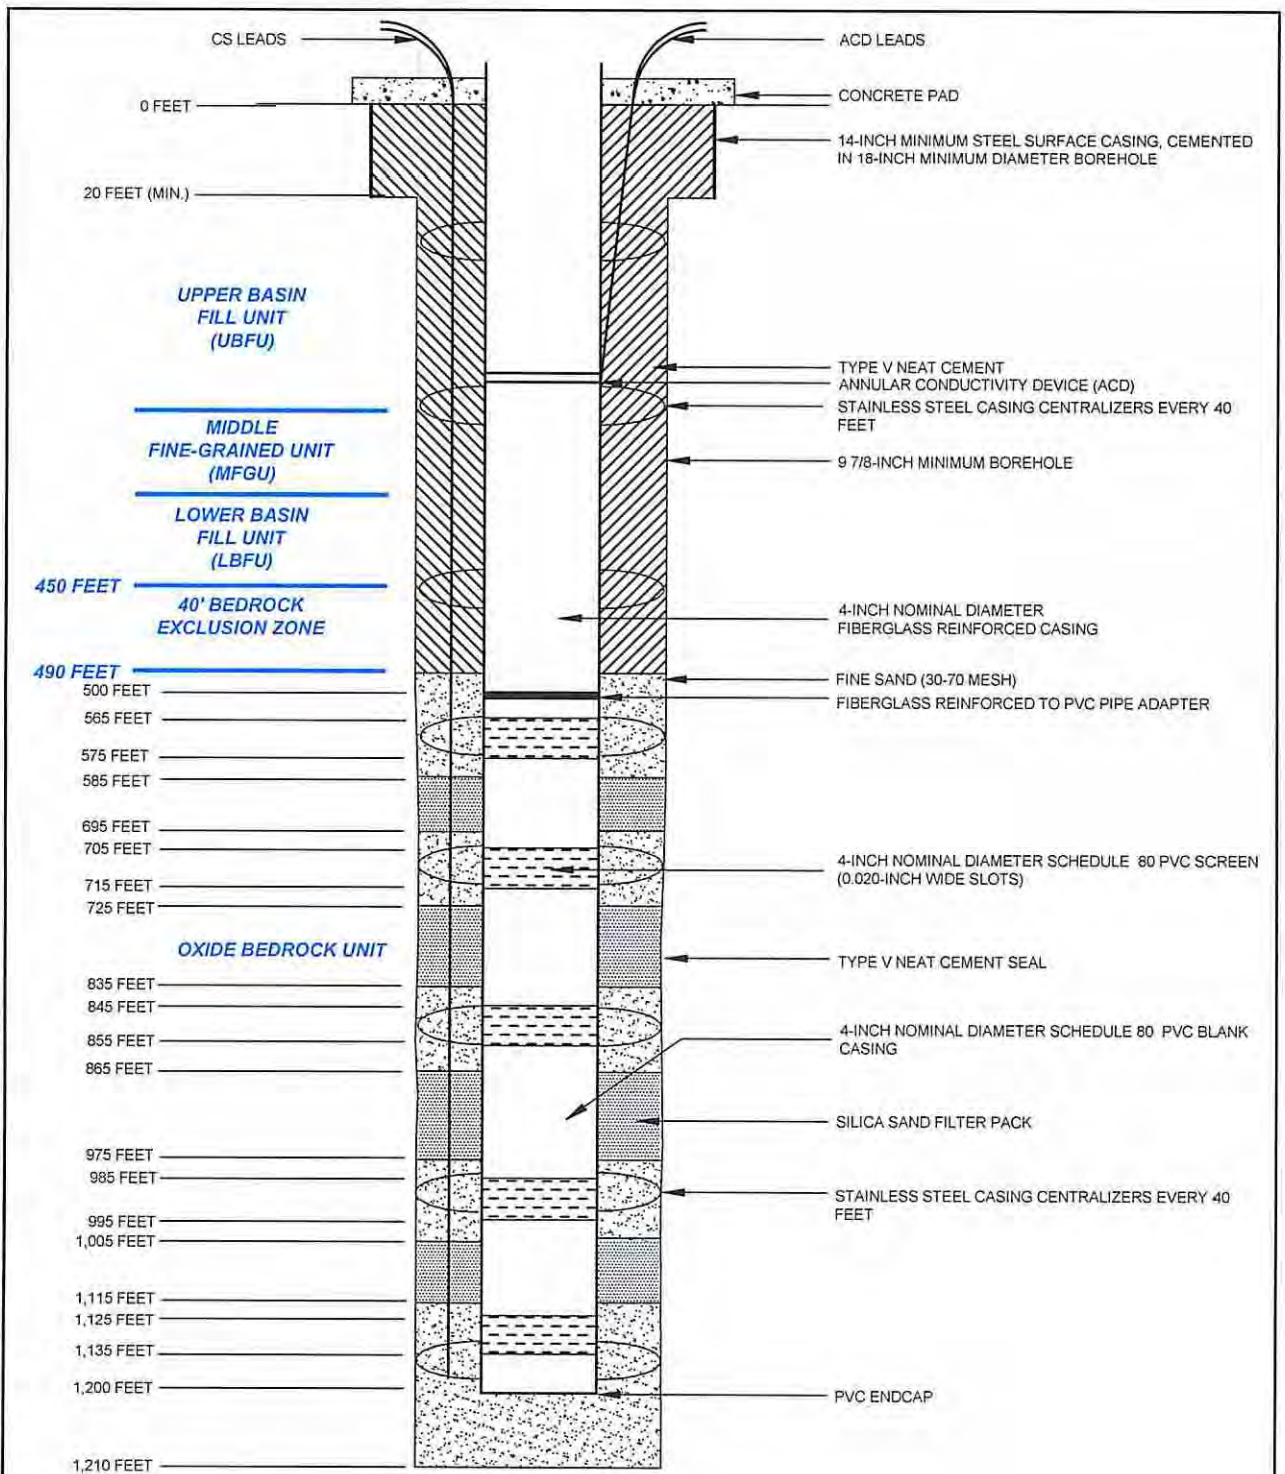 CS LEADS
ACD LEADS
CONCRETE PAD
0 FEET
14-INCH MINIMUM STEEL SURFACE CASING, CEMENTED
IN 18-INCH MINIMUM DIAMETER BOREHOLE
20 FEET (MIN.)
UPPER BASIN
FILL UNIT
(UBFU)
TYPE V NEAT CEMENT
ANNULAR CONDUCTIVITY DEVICE (ACD)
STAINLESS STEEL CASING CENTRALIZERS EVERY 40
FEET
MIDDLE
FINE-GRAINED UNIT
(MFGU)
9 7/8-INCH MINIMUM BOREHOLE
LOWER BASIN
FILL UNIT
(LBFU)
450 FEET
40' BEDROCK
EXCLUSION ZONE
4-INCH NOMINAL DIAMETER
FIBERGLASS REINFORCED CASING
490 FEET
FINE SAND (30-70 MESH)
500 FEET
FIBERGLASS REINFORCED TO PVC PIPE ADAPTER
565 FEET
575 FEET
585 FEET
695 FEET
705 FEET
4-INCH NOMINAL DIAMETER SCHEDULE 80 PVC SCREEN
(0.020-INCH WIDE SLOTS)
715 FEET
725 FEET
OXIDE BEDROCK UNIT
TYPE V NEAT CEMENT SEAL
835 FEET
845 FEET
4-INCH NOMINAL DIAMETER SCHEDULE 80 PVC BLANK
CASING
855 FEET
865 FEET
SILICA SAND FILTER PACK
975 FEET
985 FEET
STAINLESS STEEL CASING CENTRALIZERS EVERY 40
FEET
995 FEET
1,005 FEET
1,115 FEET
1,125 FEET
1,135 FEET
1,200 FEET
PVC ENDCAP
1,210 FEET